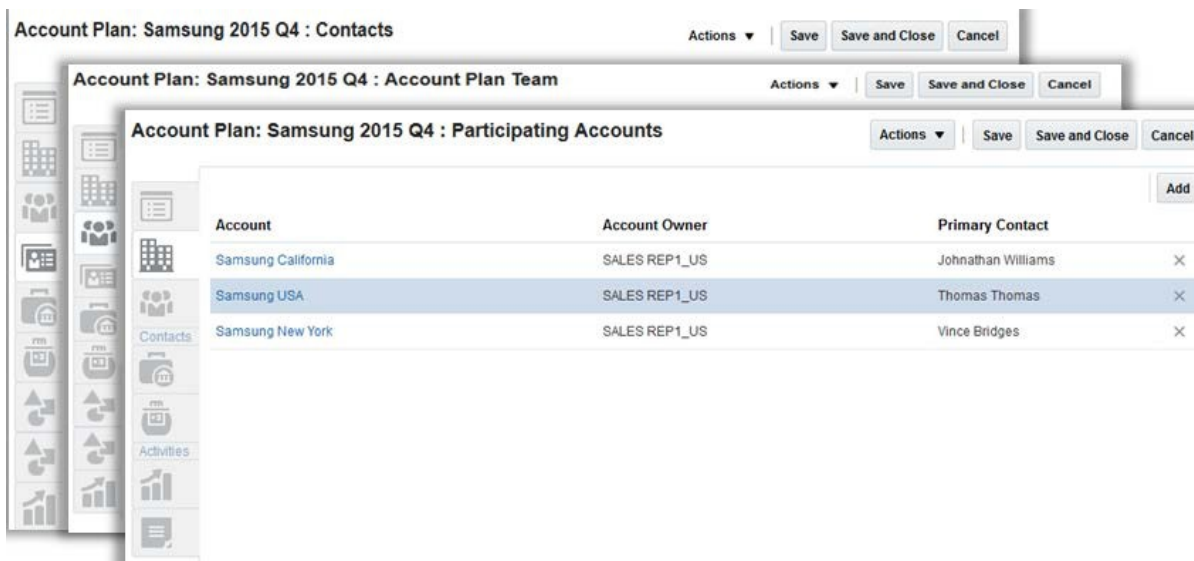 Account Plan: Samsung 2015 Q4 : Contacts
Actions ▼ | Save Save and Close Cancel
Account Plan: Samsung 2015 Q4 : Account Plan Team
Actions ▼ | Save Save and Close Cancel
Account Plan: Samsung 2015 Q4 : Participating Accounts
Actions ▼ | Save Save and Close Cancel
Add
Account Account Owner Primary Contact
Samsung California SALES REP1_US Johnathan Williams
Samsung USA SALES REP1_US Thomas Thomas
Contacts
Samsung New York SALES REP1_US Vince Bridges
Activities